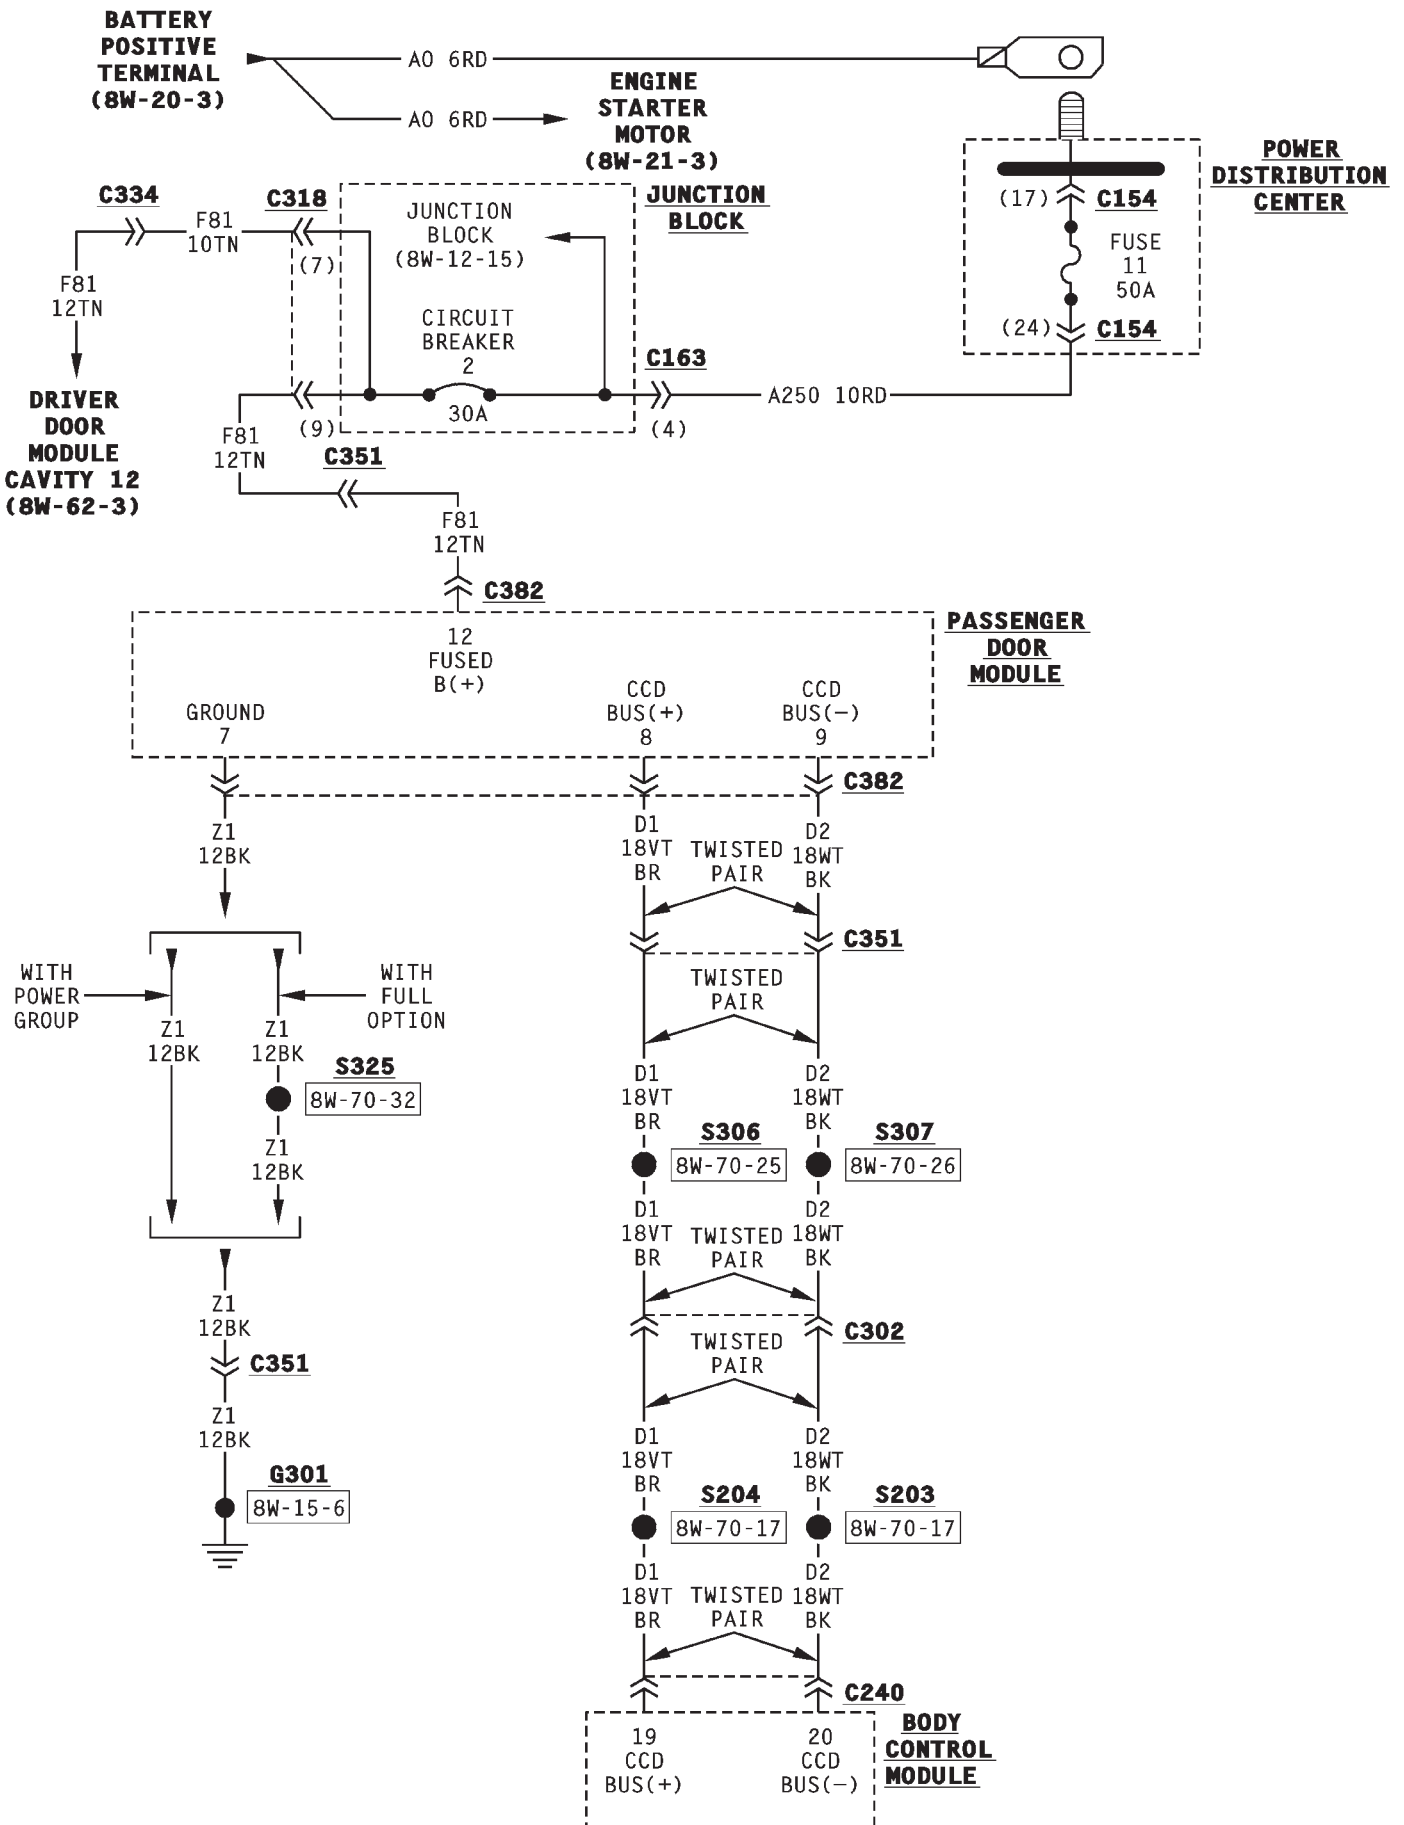 BATTERY
POSITIVE
TERMINAL
(8W-20-3)
A0 6RD
A0 6RD
ENGINE
STARTER
MOTOR
(8W-21-3)
POWER
DISTRIBUTION
CENTER
(17)
C154
FUSE
11
50A
(24)
C154
C334
F81
10TN
C318
(7)
JUNCTION
BLOCK
(8W-12-15)
JUNCTION
BLOCK
F81
12TN
CIRCUIT
BREAKER
2
30A
C163
(4)
A250 10RD
DRIVER
DOOR
MODULE
CAVITY 12
(8W-62-3)
(9)
F81
12TN
C351
F81
12TN
C382
PASSENGER
DOOR
MODULE
12
FUSED
B(+)
GROUND
7
CCD
BUS(+)
8
CCD
BUS(−)
9
C382
Z1
12BK
D1
18VT
BR
TWISTED
PAIR
D2
18WT
BK
C351
WITH
POWER
GROUP
WITH
FULL
OPTION
TWISTED
PAIR
Z1
12BK
Z1
12BK
S325
8W-70-32
Z1
12BK
D1
18VT
BR
D2
18WT
BK
S306
8W-70-25
S307
8W-70-26
D1
18VT
BR
TWISTED
PAIR
D2
18WT
BK
C302
TWISTED
PAIR
Z1
12BK
C351
Z1
12BK
G301
8W-15-6
D1
18VT
BR
D2
18WT
BK
S204
8W-70-17
S203
8W-70-17
D1
18VT
BR
TWISTED
PAIR
D2
18WT
BK
C240
BODY
CONTROL
MODULE
19
CCD
BUS(+)
20
CCD
BUS(−)